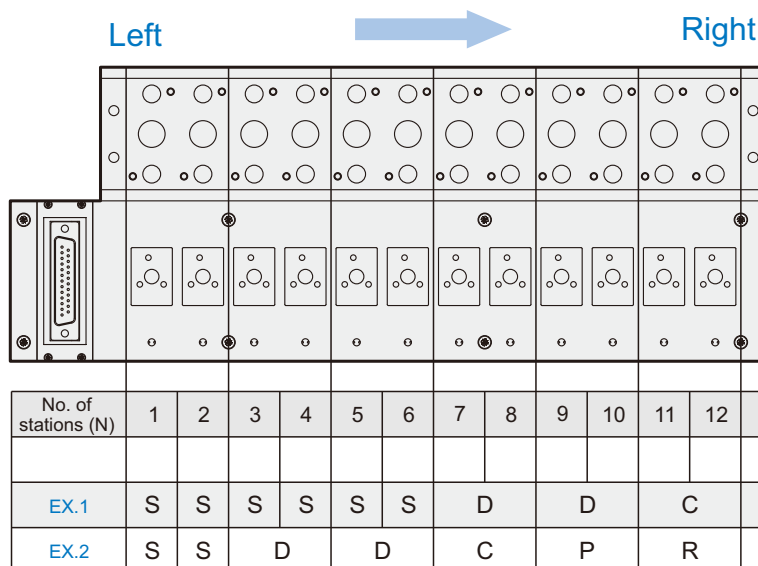 Left Right
No. of stations (N) 1 2 3 4 5 6 7 8 9 10 11 12
EX.1 S S S S S S D D C
EX.2 S S D D C P R